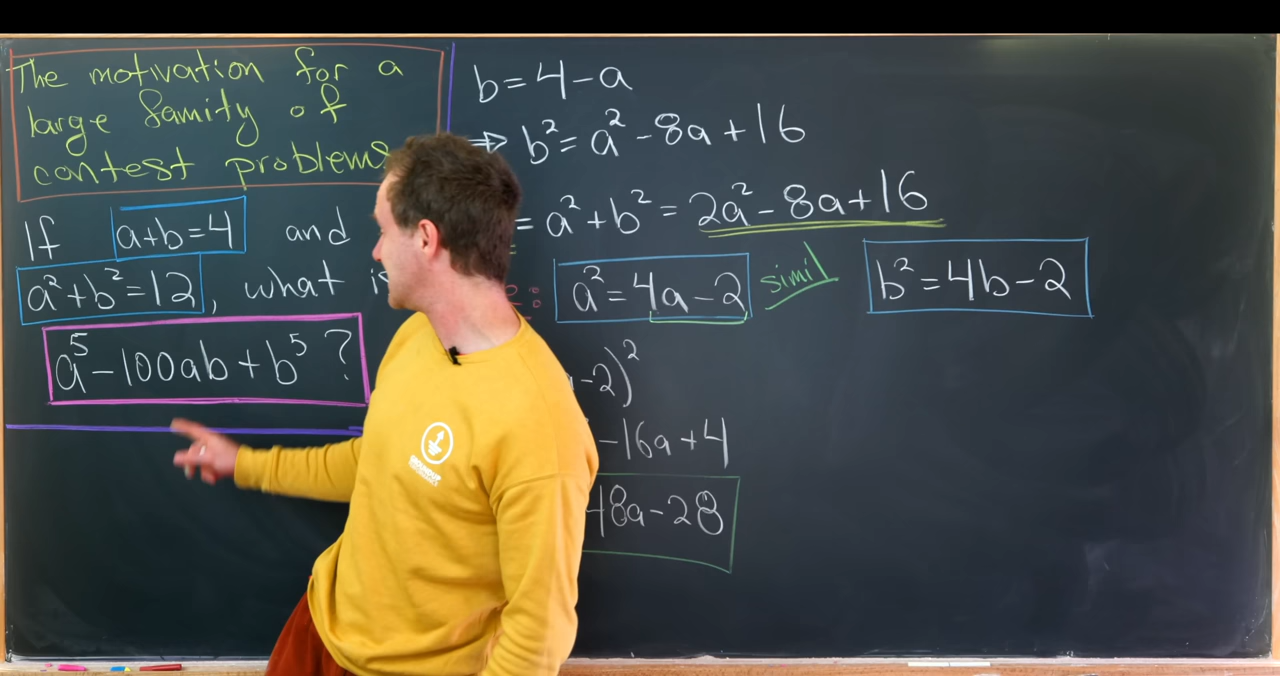 The motivation for a
large family of
contest problems
If a+b=4 and
a²+b²=12, what is
a⁵-100ab+b⁵?
b=4-a
⇒ b²=a²-8a+16
=a²+b²=2a²-8a+16
: a²=4a-2 simil b²=4b-2
-2)²
-16a+4
48a-28
GROUNDUP